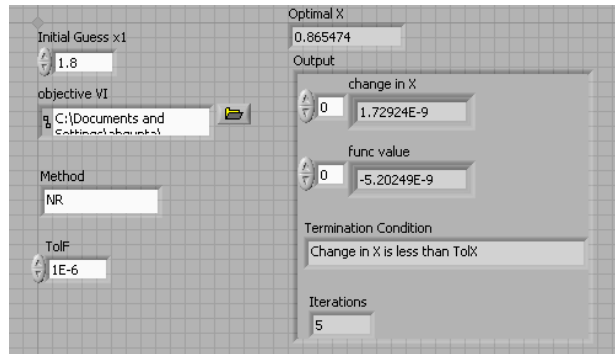 Initial Guess x1
1.8
objective VI
C:\Documents and
Method
NR
TolF
1E-6
Optimal X
0.865474
Output
change in X
0
1.72924E-9
func value
0
-5.20249E-9
Termination Condition
Change in X is less than TolX
Iterations
5